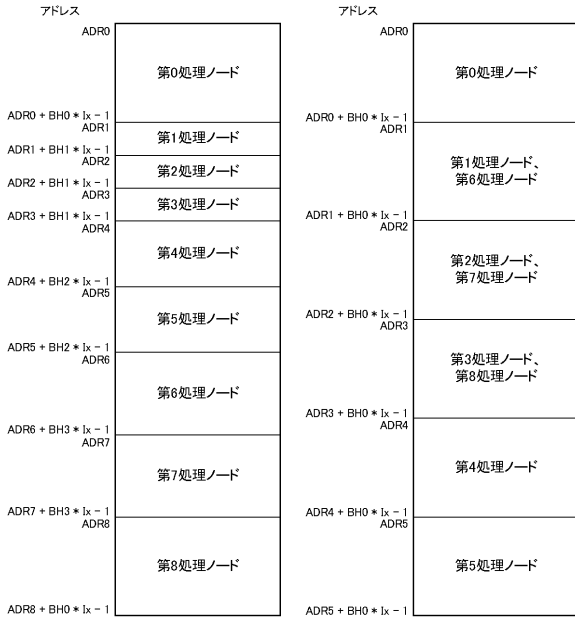 アドレス
ADR0
第0処理ノード
ADR0 + BH0 * Ix - 1
ADR1
第1処理ノード
ADR1 + BH1 * Ix - 1
ADR2
第2処理ノード
ADR2 + BH1 * Ix - 1
ADR3
第3処理ノード
ADR3 + BH1 * Ix - 1
ADR4
第4処理ノード
ADR4 + BH2 * Ix - 1
ADR5
第5処理ノード
ADR5 + BH2 * Ix - 1
ADR6
第6処理ノード
ADR6 + BH3 * Ix - 1
ADR7
第7処理ノード
ADR7 + BH3 * Ix - 1
ADR8
第8処理ノード
ADR8 + BH0 * Ix - 1
アドレス
ADR0
第0処理ノード
ADR0 + BH0 * Ix - 1
ADR1
第1処理ノード、
第6処理ノード
ADR1 + BH0 * Ix - 1
ADR2
第2処理ノード、
第7処理ノード
ADR2 + BH0 * Ix - 1
ADR3
第3処理ノード、
第8処理ノード
ADR3 + BH0 * Ix - 1
ADR4
第4処理ノード
ADR4 + BH0 * Ix - 1
ADR5
第5処理ノード
ADR5 + BH0 * Ix - 1